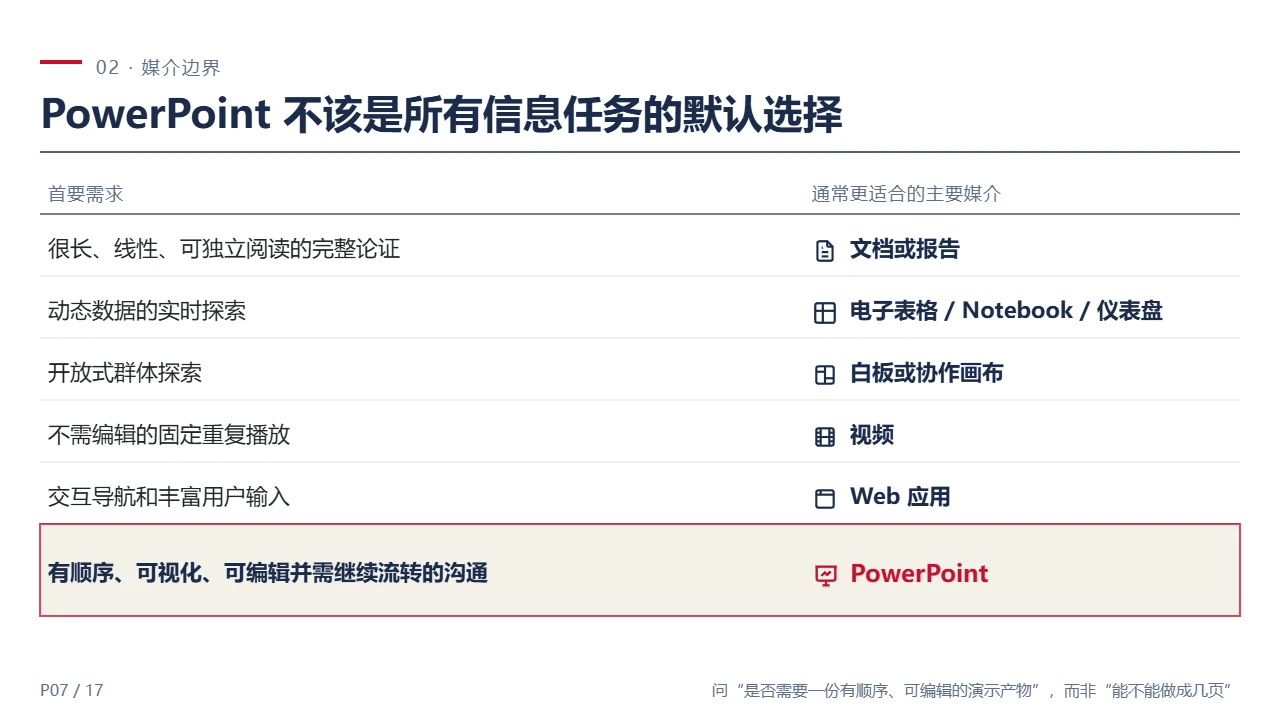 02 · 媒介边界
PowerPoint 不该是所有信息任务的默认选择
首要需求
通常更适合的主要媒介
很长、线性、可独立阅读的完整论证
文档或报告
动态数据的实时探索
电子表格 / Notebook / 仪表盘
开放式群体探索
白板或协作画布
不需编辑的固定重复播放
视频
交互导航和丰富用户输入
Web 应用
有顺序、可视化、可编辑并需继续流转的沟通
PowerPoint
P07 / 17
问“是否需要一份有顺序、可编辑的演示产物”，而非“能不能做成几页”